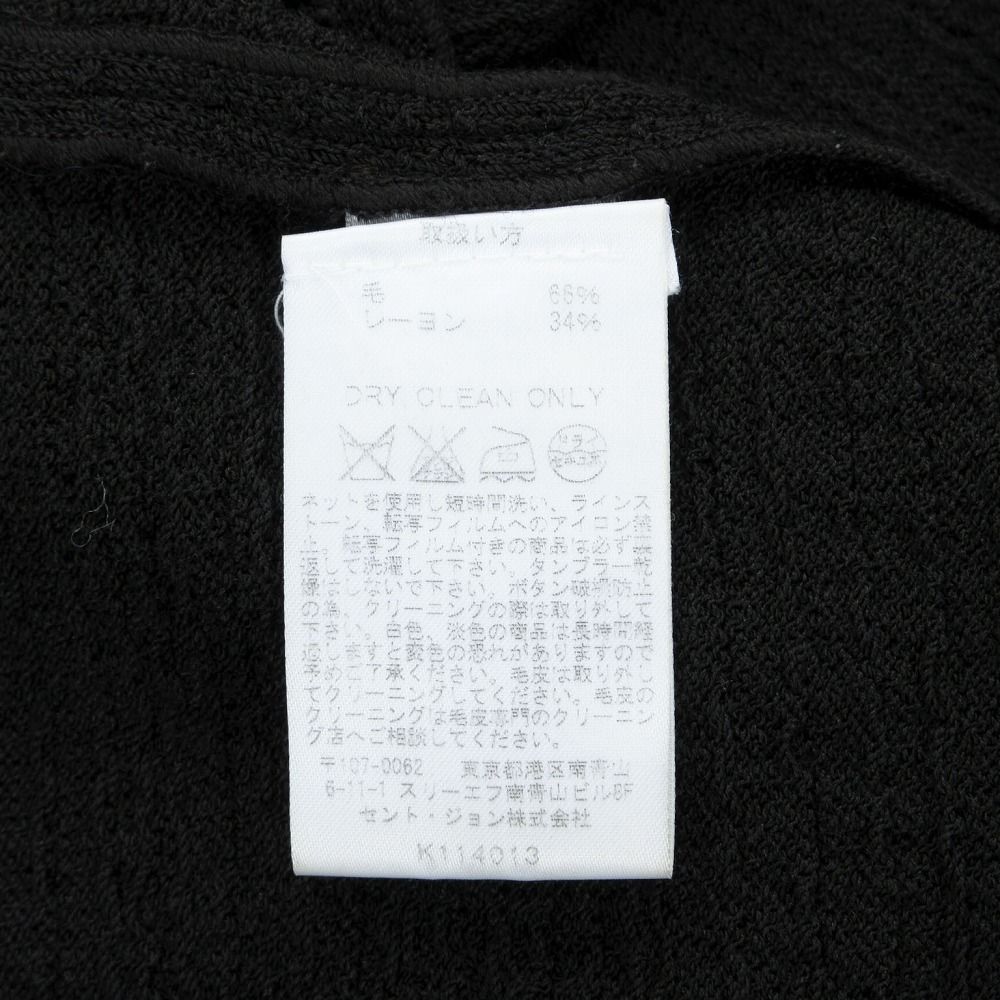 取扱い方
毛 66%
レーヨン 34%
DRY CLEAN ONLY
ドライ
セキユ系
ネットを使用し短時間洗い、ラインス
トーン、転写フィルムへのアイロン禁
止。転写フィルム付きの商品は必ず裏
返して洗濯して下さい。タンブラー乾
燥はしないで下さい。ボタン破損防止
の為、クリーニングの際は取り外して
下さい。白色、淡色の商品は長時間経
過しますと変色の恐れがありますので
予めご了承ください。毛皮は取り外し
てクリーニングしてください。毛皮の
クリーニングは毛皮専門のクリーニン
グ店へご相談してください。
〒107-0062 東京都港区南青山
6-11-1 スリーエフ南青山ビル8F
セント・ジョン株式会社
K114013